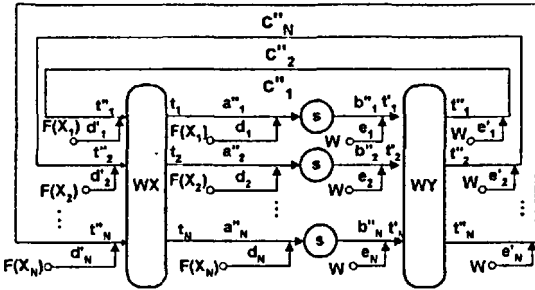 C''N
C''2
C''1
t''1 t1 a''1 b''1 t'1 t''1
F(X1) d'1 F(X1) d1 s W e1 W e'1
t''2 t2 a''2 b''2 t'2 t''2
F(X2) d'2 WX F(X2) d2 s W e2 WY W e'2
⋮ ⋮ ⋮ ⋮
t''N tN a''N b''N t'N t''N
F(XN) d'N F(XN) dN s W eN W e'N